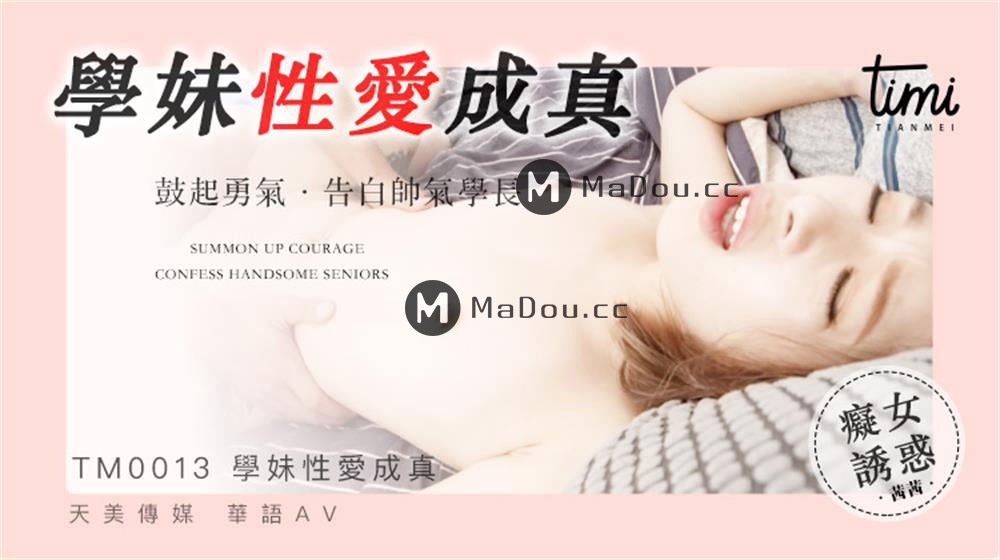 學妹性愛成真
timi
TIANMEI
鼓起勇氣·告白帥氣學長
MaDou.cc
SUMMON UP COURAGE
CONFESS HANDSOME SENIORS
MaDou.cc
癡女
誘惑
·茜茜·
TM0013 學妹性愛成真
天美傳媒 華語AV